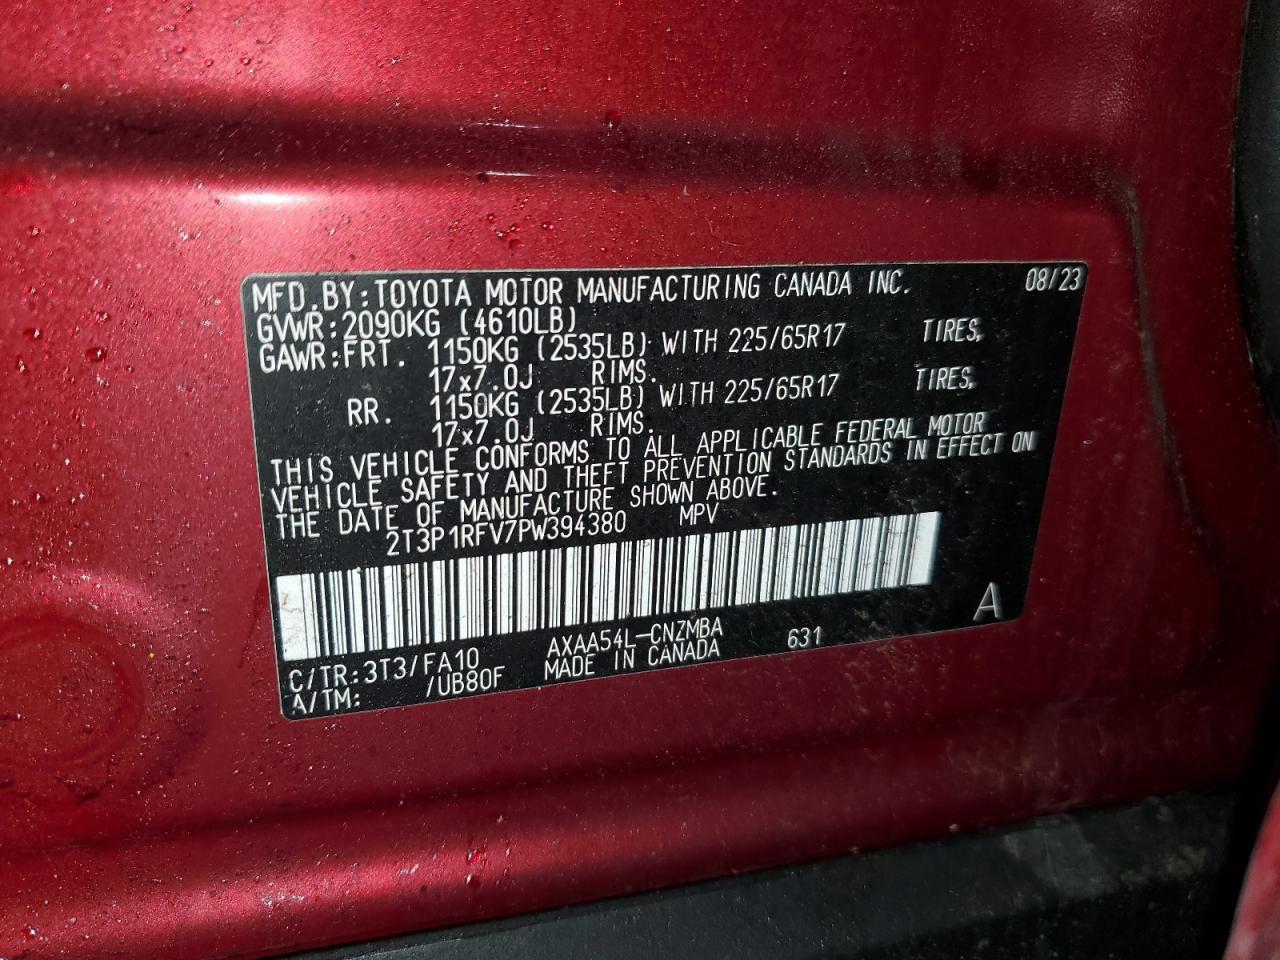 MFD.BY:TOYOTA MOTOR MANUFACTURING CANADA INC. 08/23
GVWR:2090KG (4610LB)
GAWR:FRT. 1150KG (2535LB) WITH 225/65R17 TIRES,
17x7.0J RIMS.
RR. 1150KG (2535LB) WITH 225/65R17 TIRES,
17x7.0J RIMS.
THIS VEHICLE CONFORMS TO ALL APPLICABLE FEDERAL MOTOR
VEHICLE SAFETY AND THEFT PREVENTION STANDARDS IN EFFECT ON
THE DATE OF MANUFACTURE SHOWN ABOVE.
2T3P1RFV7PW394380 MPV
A
C/TR:3T3/FA10 AXAA54L-CNZMBA 631
A/TM: /UB80F MADE IN CANADA